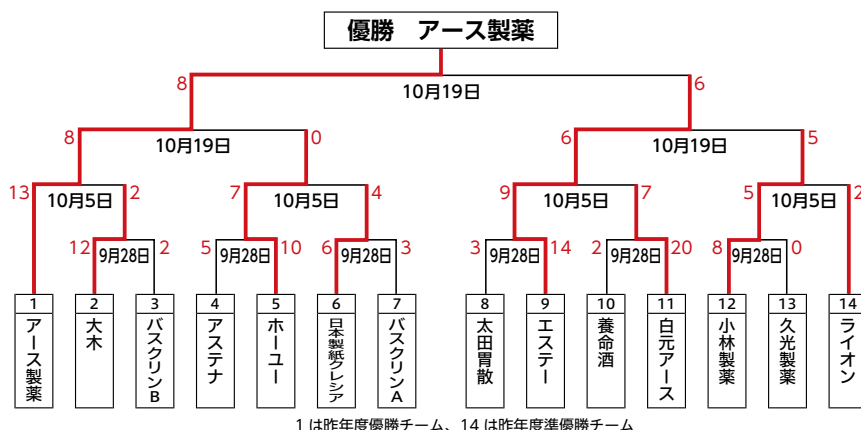 優勝 アース製薬
8 6
10月19日
8 0 6 5
10月19日 10月19日
13 2 7 4 9 7 5 2
10月5日 10月5日 10月5日 10月5日
12 2 5 10 6 3 3 14 2 20 8 0
9月28日 9月28日 9月28日 9月28日 9月28日 9月28日
1 2 3 4 5 6 7 8 9 10 11 12 13 14
アース製薬
大木
バスクリンB
アステナ
ホーユー
日本製紙クレシア
バスクリンA
太田胃散
エステー
養命酒
白元アース
小林製薬
久光製薬
ライオン
1は昨年度優勝チーム、14は昨年度準優勝チーム